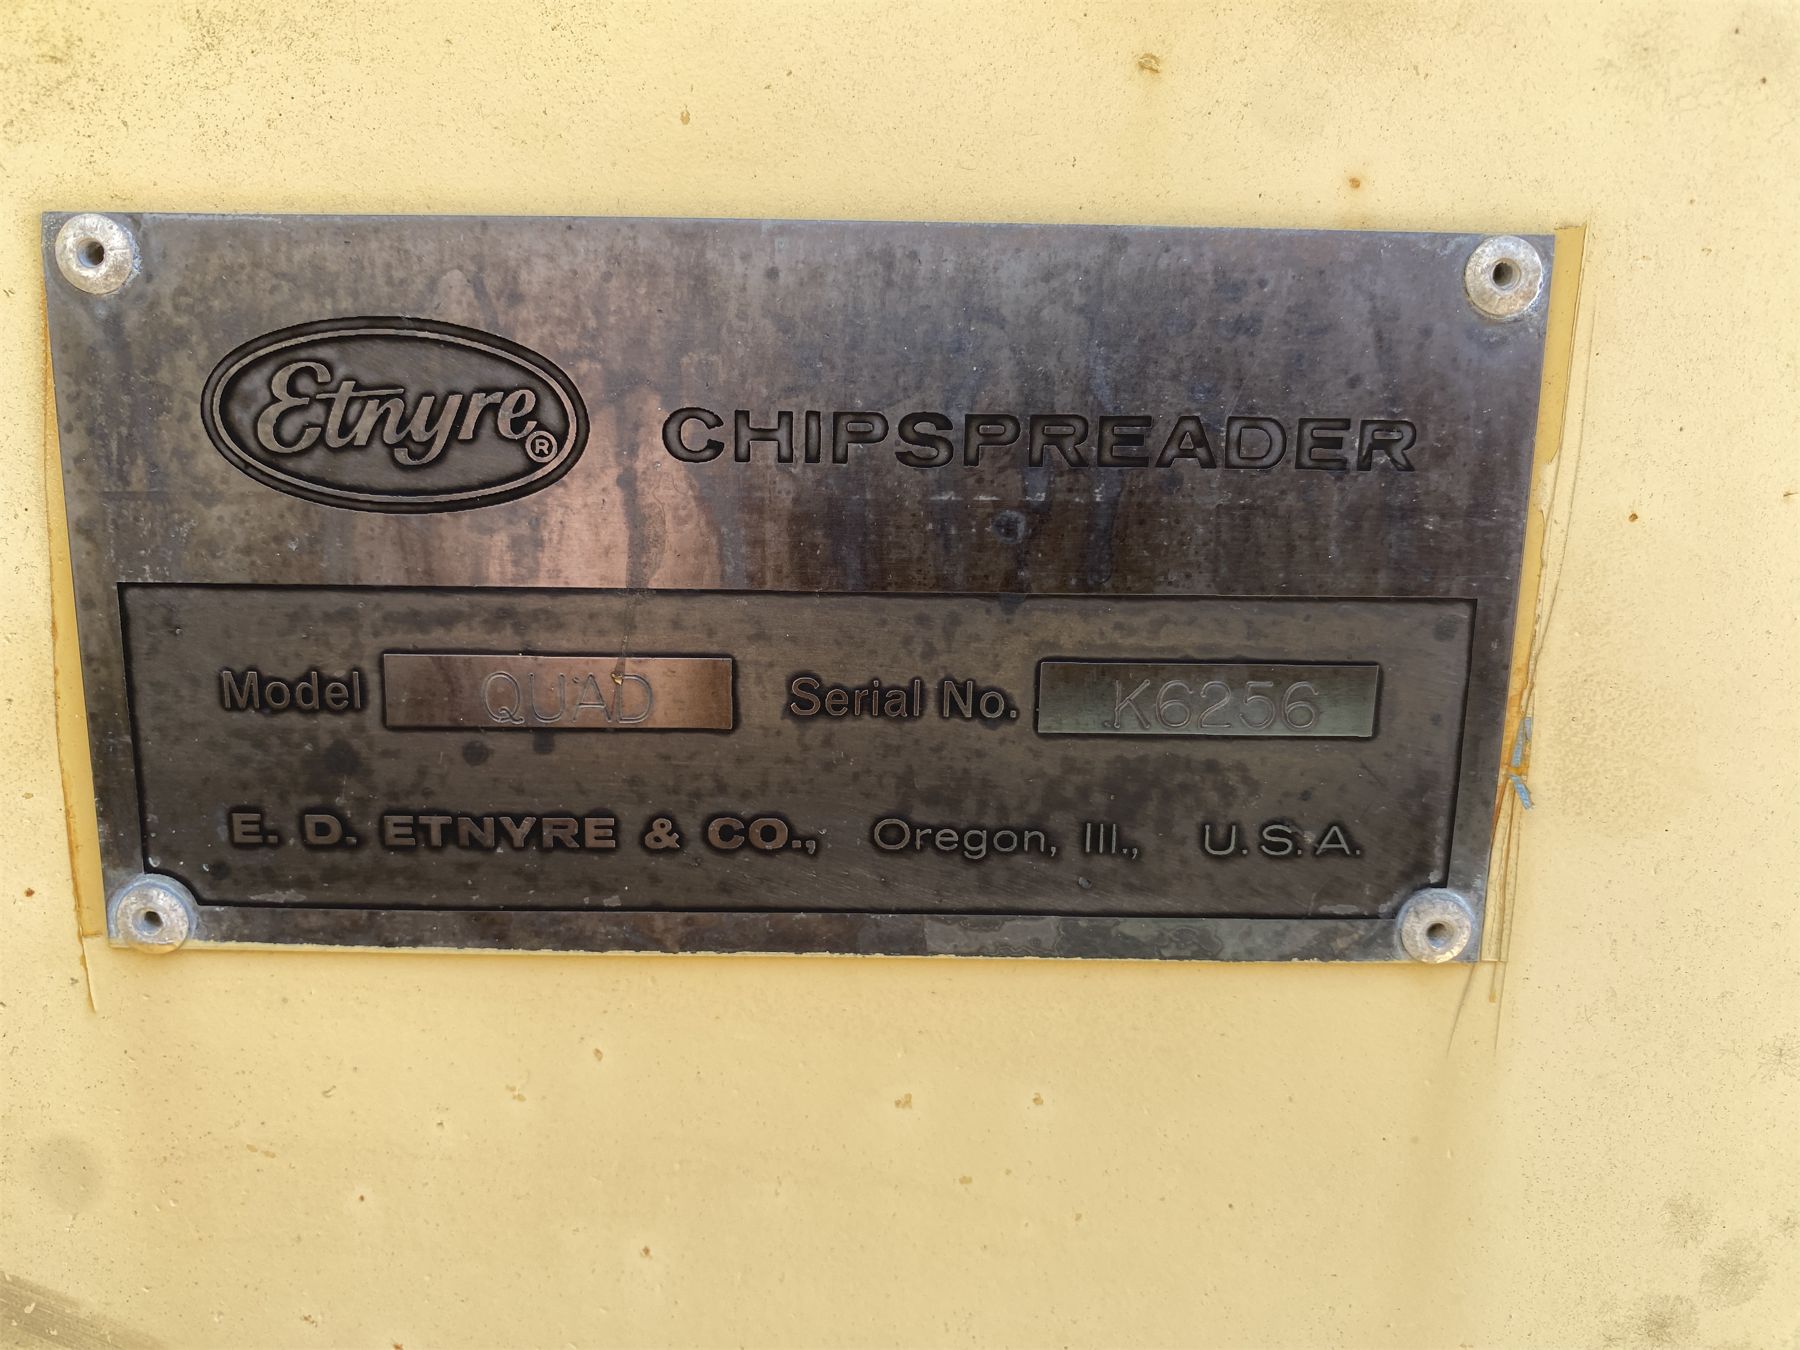 Etnyre® CHIPSPREADER
Model QUAD Serial No. K6256
E. D. ETNYRE & CO., Oregon, Ill., U.S.A.